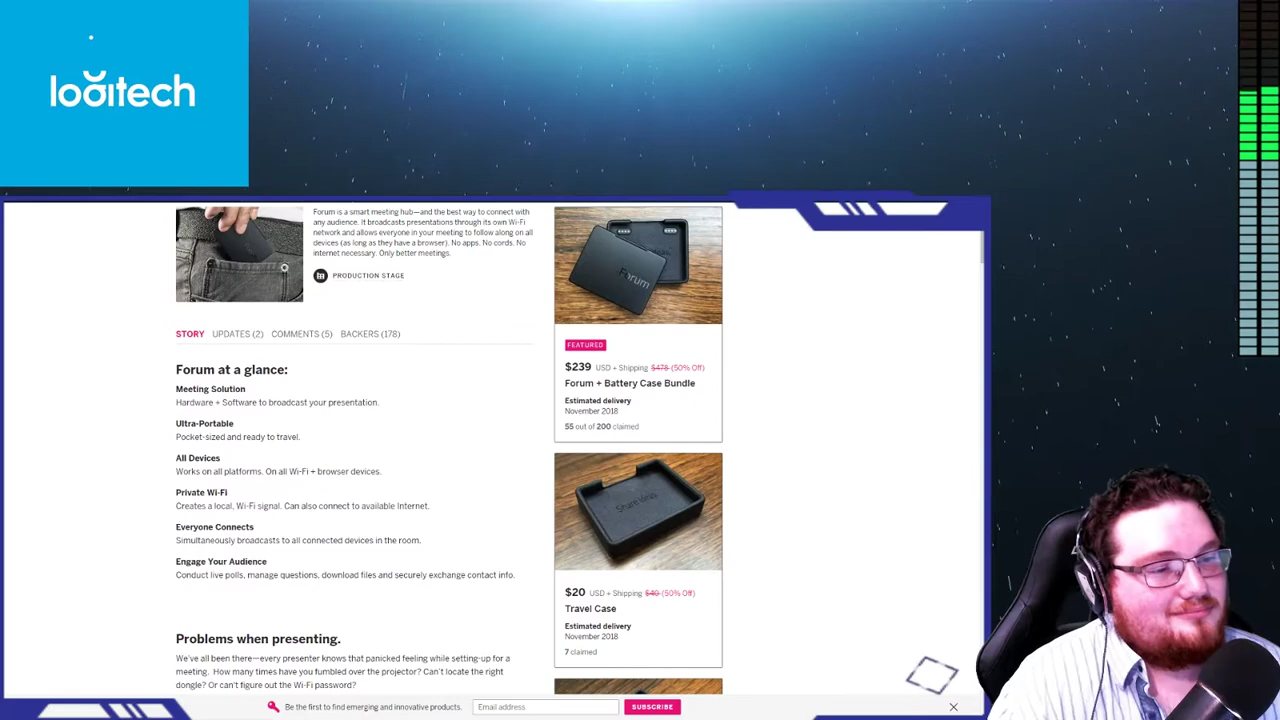 logitech
Forum is a smart meeting hub—and the best way to connect with
any audience. It broadcasts presentations through its own Wi-Fi
network and allows everyone in your meeting to follow along on all
devices (as long as they have a browser). No apps. No cords. No
internet necessary. Only better meetings.
PRODUCTION STAGE
STORY UPDATES (2) COMMENTS (5) BACKERS (178)
Forum at a glance:
Meeting Solution
Hardware + Software to broadcast your presentation.
Ultra-Portable
Pocket-sized and ready to travel.
All Devices
Works on all platforms. On all Wi-Fi + browser devices.
Private Wi-Fi
Creates a local, Wi-Fi signal. Can also connect to available Internet.
Everyone Connects
Simultaneously broadcasts to all connected devices in the room.
Engage Your Audience
Conduct live polls, manage questions, download files and securely exchange contact info.
Problems when presenting.
We've all been there—every presenter knows that panicked feeling while setting-up for a
meeting. How many times have you fumbled over the projector? Can't locate the right
dongle? Or can't figure out the Wi-Fi password?
Forum
FEATURED
$239 USD + Shipping $478 (50% Off)
Forum + Battery Case Bundle
Estimated delivery
November 2018
55 out of 200 claimed
Share ideas
$20 USD + Shipping $40 (50% Off)
Travel Case
Estimated delivery
November 2018
7 claimed
Be the first to find emerging and innovative products. Email address SUBSCRIBE